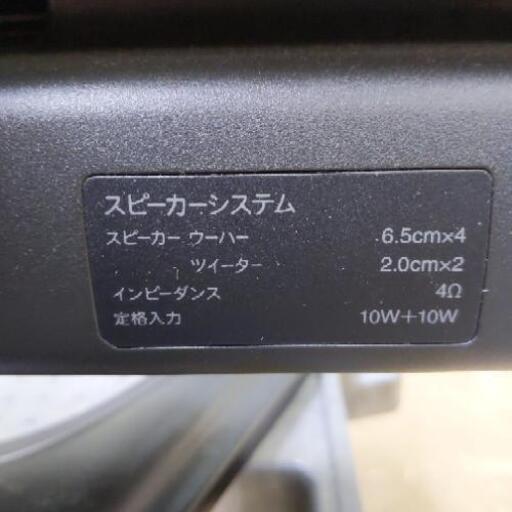 スピーカーシステム
スピーカー ウーハー 6.5cm×4
ツイーター 2.0cm×2
インピーダンス 4Ω
定格入力 10W＋10W